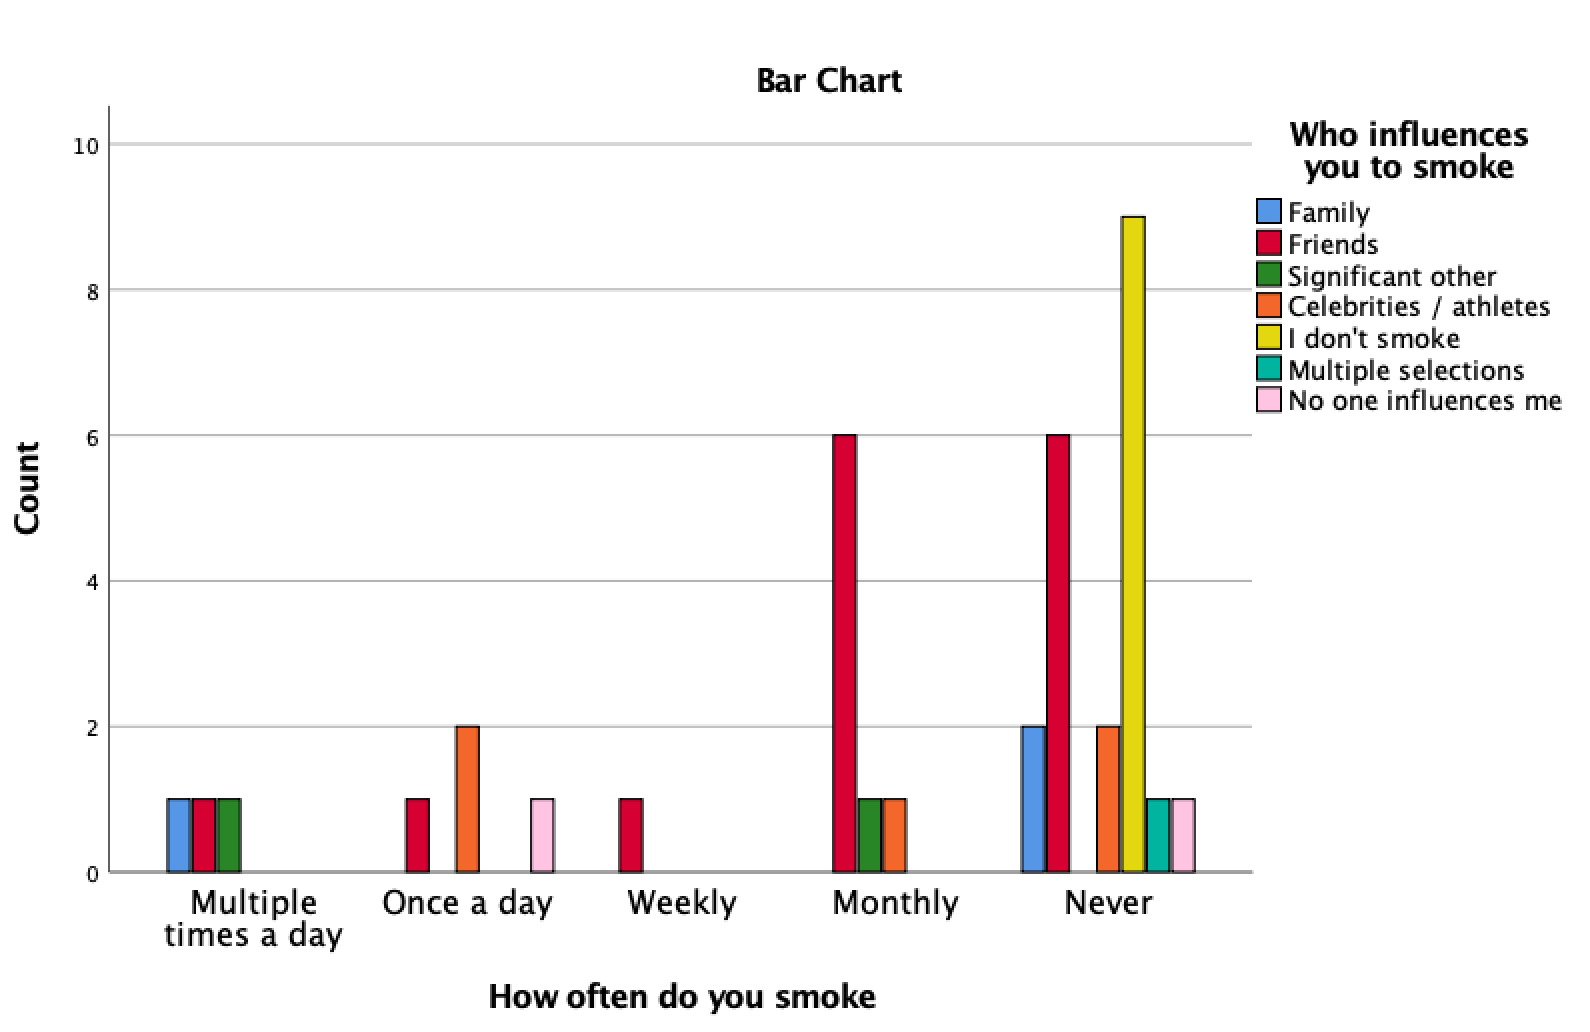 Bar Chart
10
8
6
4
2
0
Count
Multiple
times a day
Once a day
Weekly
Monthly
Never
How often do you smoke
Who influences
you to smoke
Family
Friends
Significant other
Celebrities / athletes
I don't smoke
Multiple selections
No one influences me